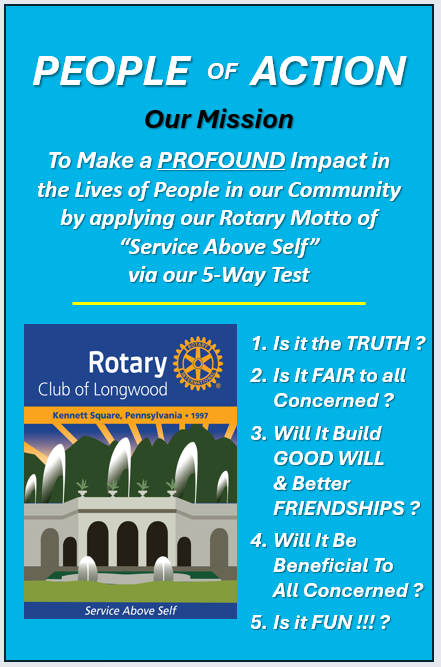 PEOPLE OF ACTION
Our Mission
To Make a PROFOUND Impact in
the Lives of People in our Community
by applying our Rotary Motto of
“Service Above Self”
via our 5-Way Test
Rotary
Club of Longwood
Kennett Square, Pennsylvania • 1997
Service Above Self
1. Is it the TRUTH ?
2. Is It FAIR to all
Concerned ?
3. Will It Build
GOOD WILL
& Better
FRIENDSHIPS ?
4. Will It Be
Beneficial To
All Concerned ?
5. Is it FUN !!! ?